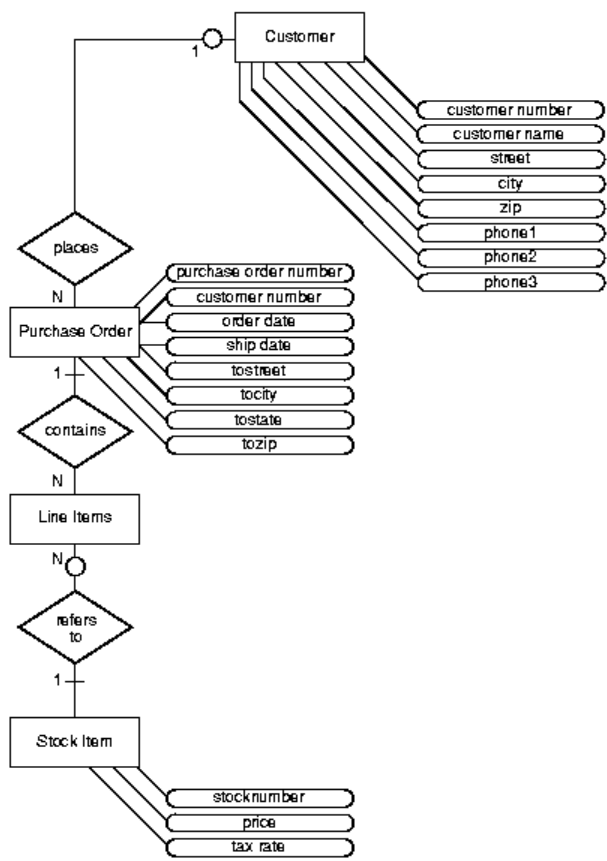 Customer
1
customer number
customer name
street
city
zip
phone1
phone2
phone3
places
N
purchase order number
customer number
order date
ship date
tostreet
tocity
tostate
tozip
Purchase Order
1
contains
N
Line Items
N
refers
to
1
Stock Item
stocknumber
price
tax rate